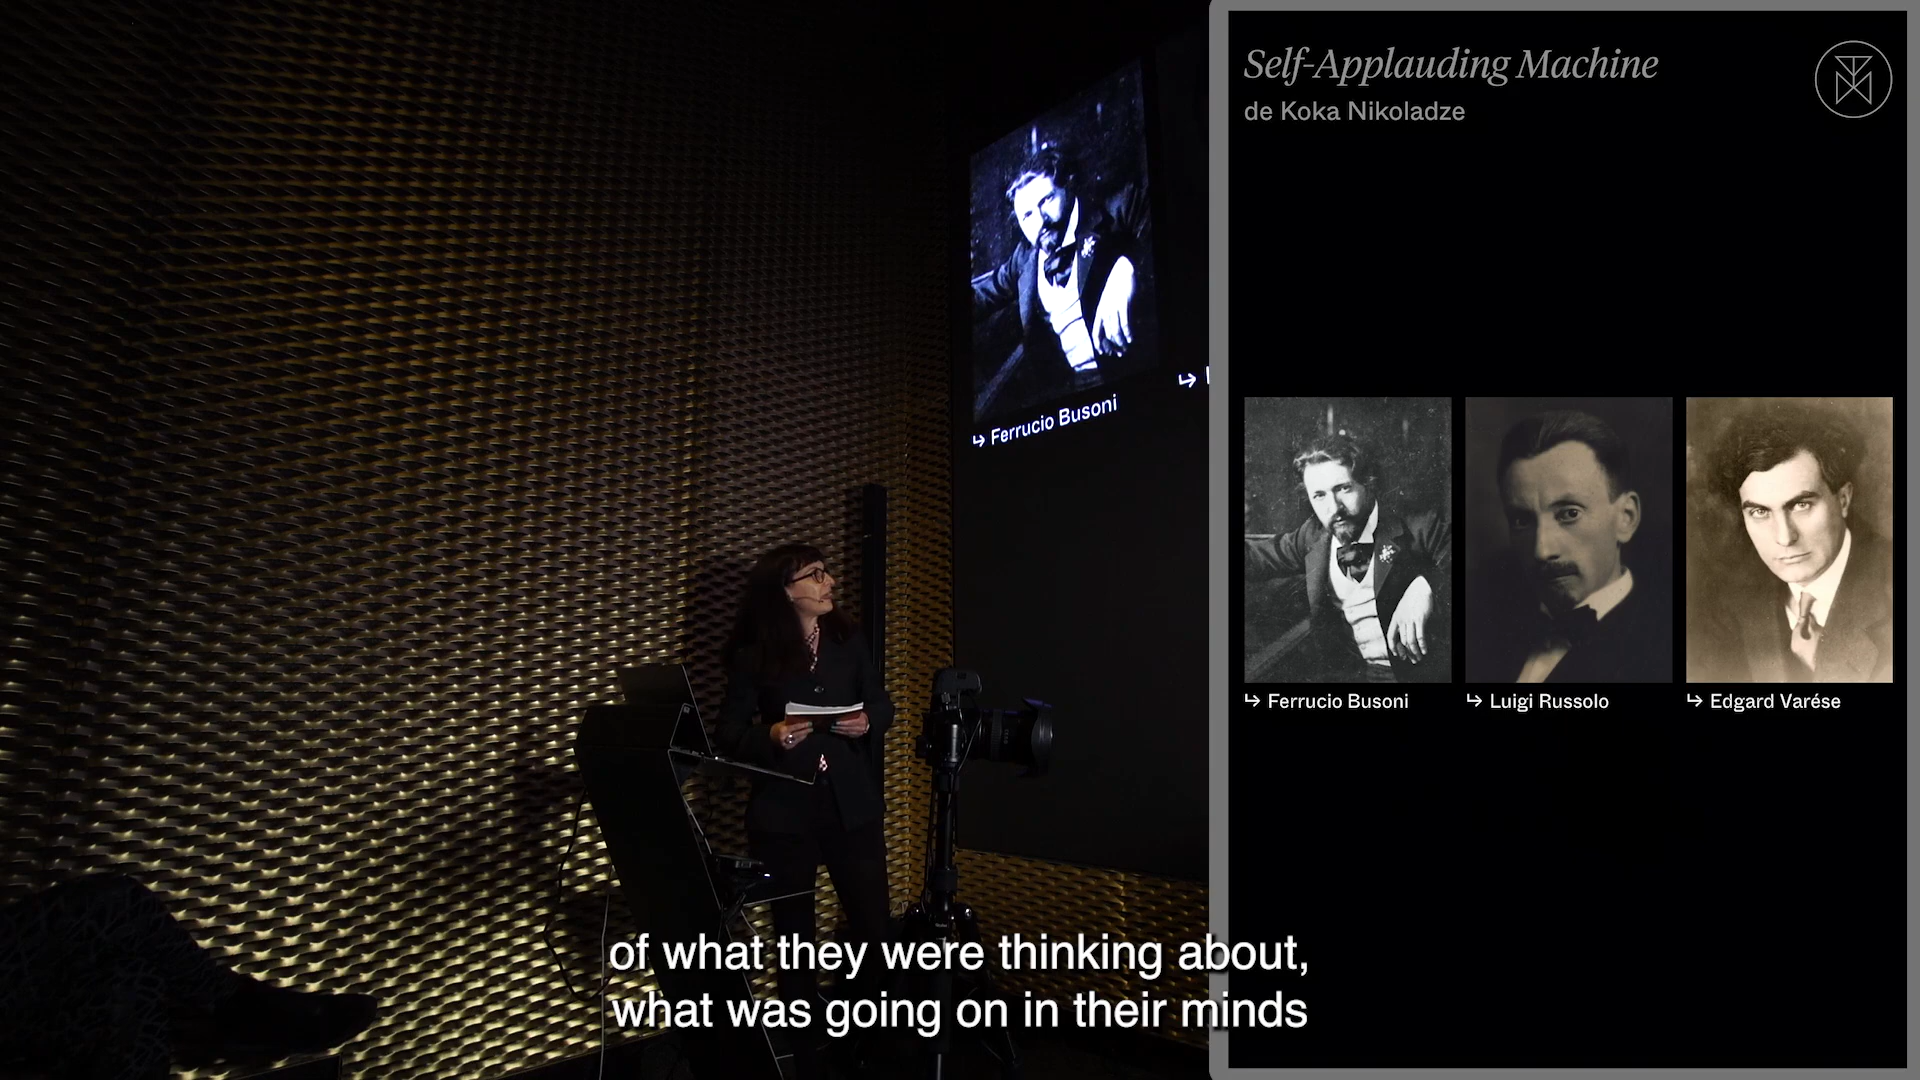 Self-Applauding Machine
de Koka Nikoladze
↳ Ferrucio Busoni
↳
↳ Ferrucio Busoni
↳ Luigi Russolo
↳ Edgard Varése
of what they were thinking about,
what was going on in their minds